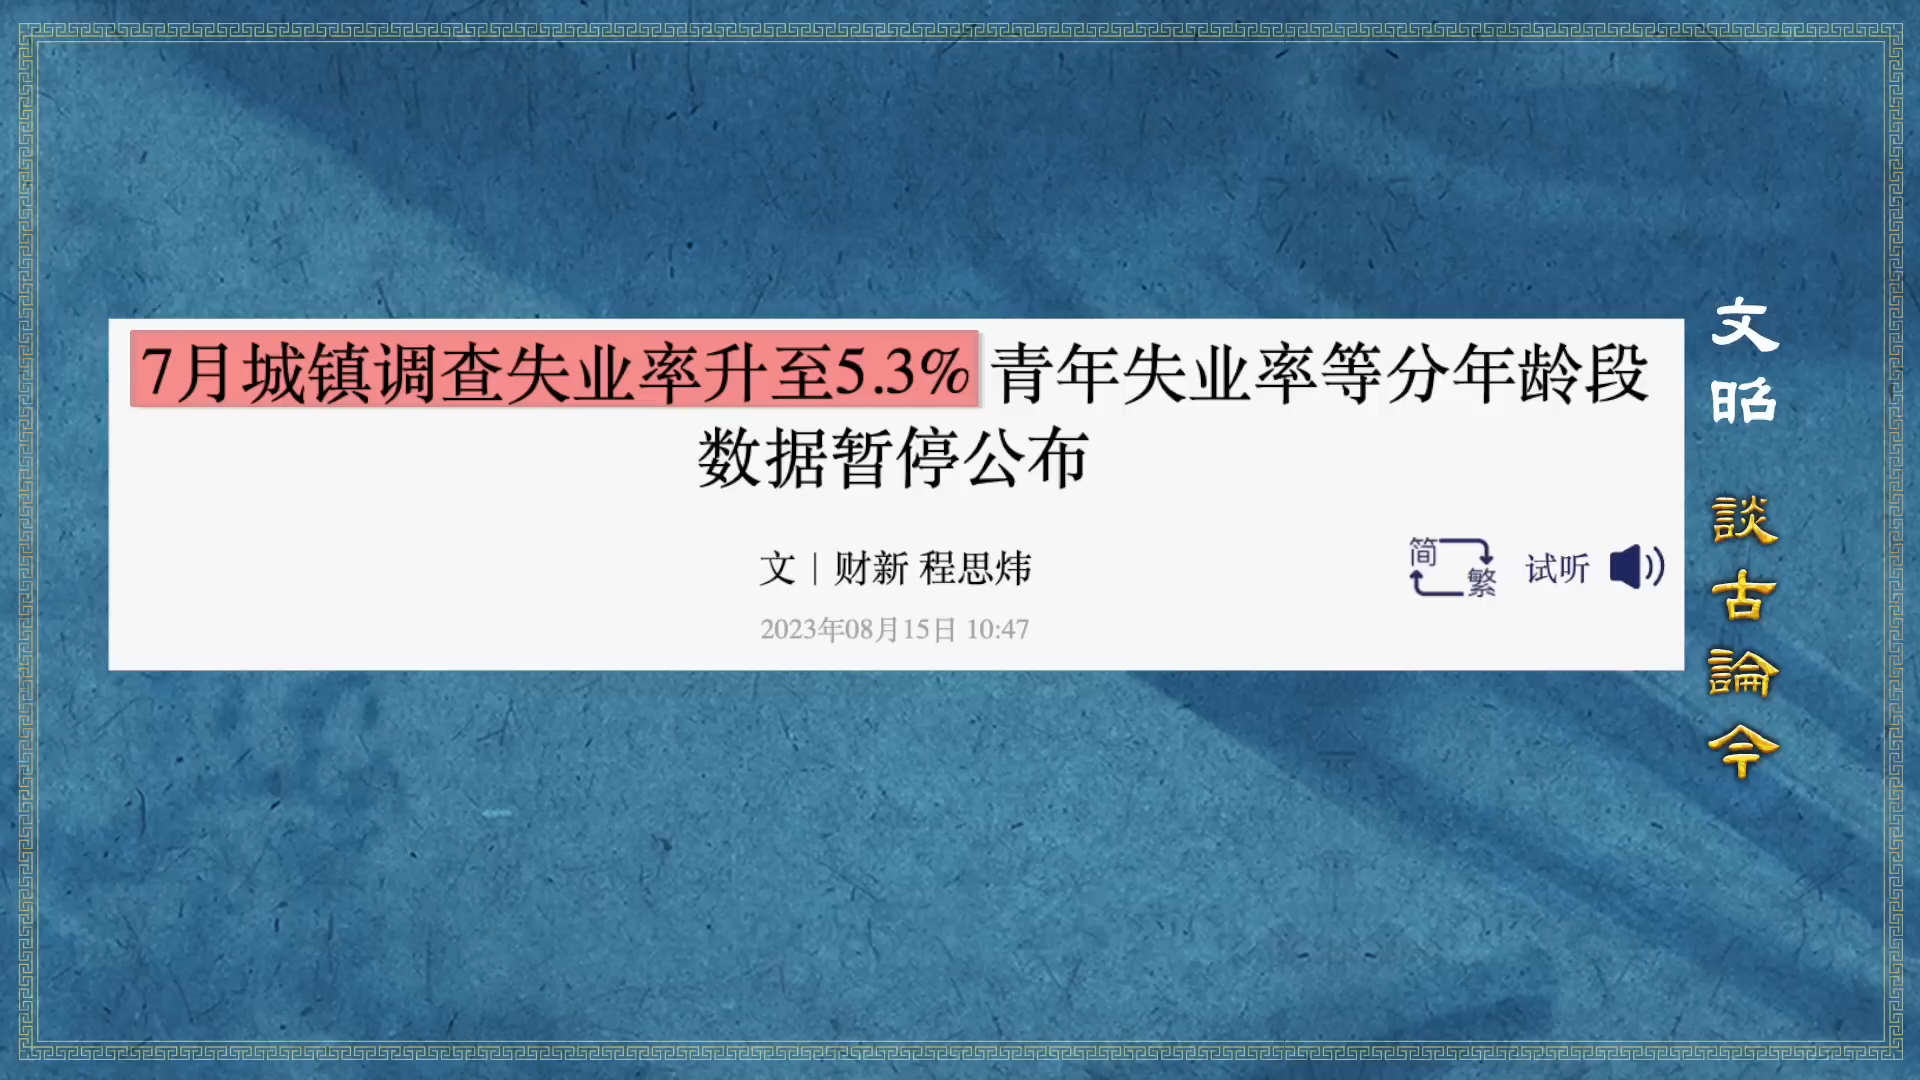 7月城镇调查失业率升至5.3% 青年失业率等分年龄段
数据暂停公布
文｜财新 程思炜
简繁 试听
2023年08月15日 10:47
文昭
談古論今